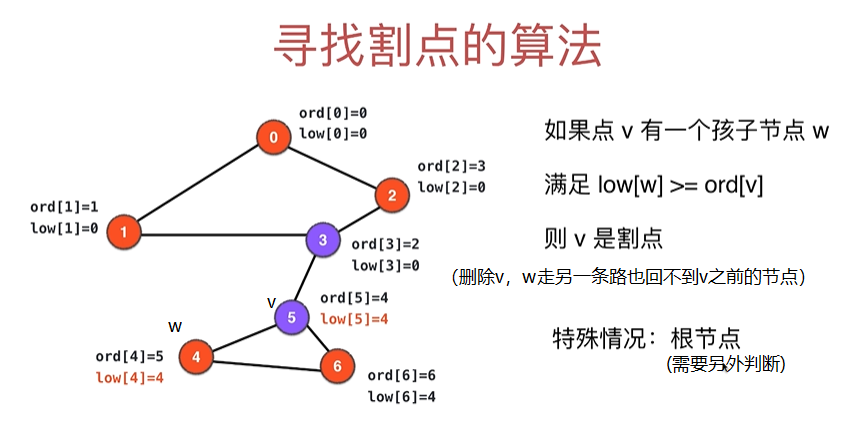 寻找割点的算法
ord[0]=0
low[0]=0
0
如果点 v 有一个孩子节点 w
ord[2]=3
low[2]=0
2
满足 low[w] >= ord[v]
ord[1]=1
low[1]=0
1
3
ord[3]=2
low[3]=0
则 v 是割点
(删除v，w走另一条路也回不到v之前的节点)
v
5
ord[5]=4
low[5]=4
w
4
ord[4]=5
low[4]=4
6
ord[6]=6
low[6]=4
特殊情况：根节点
(需要另外判断)